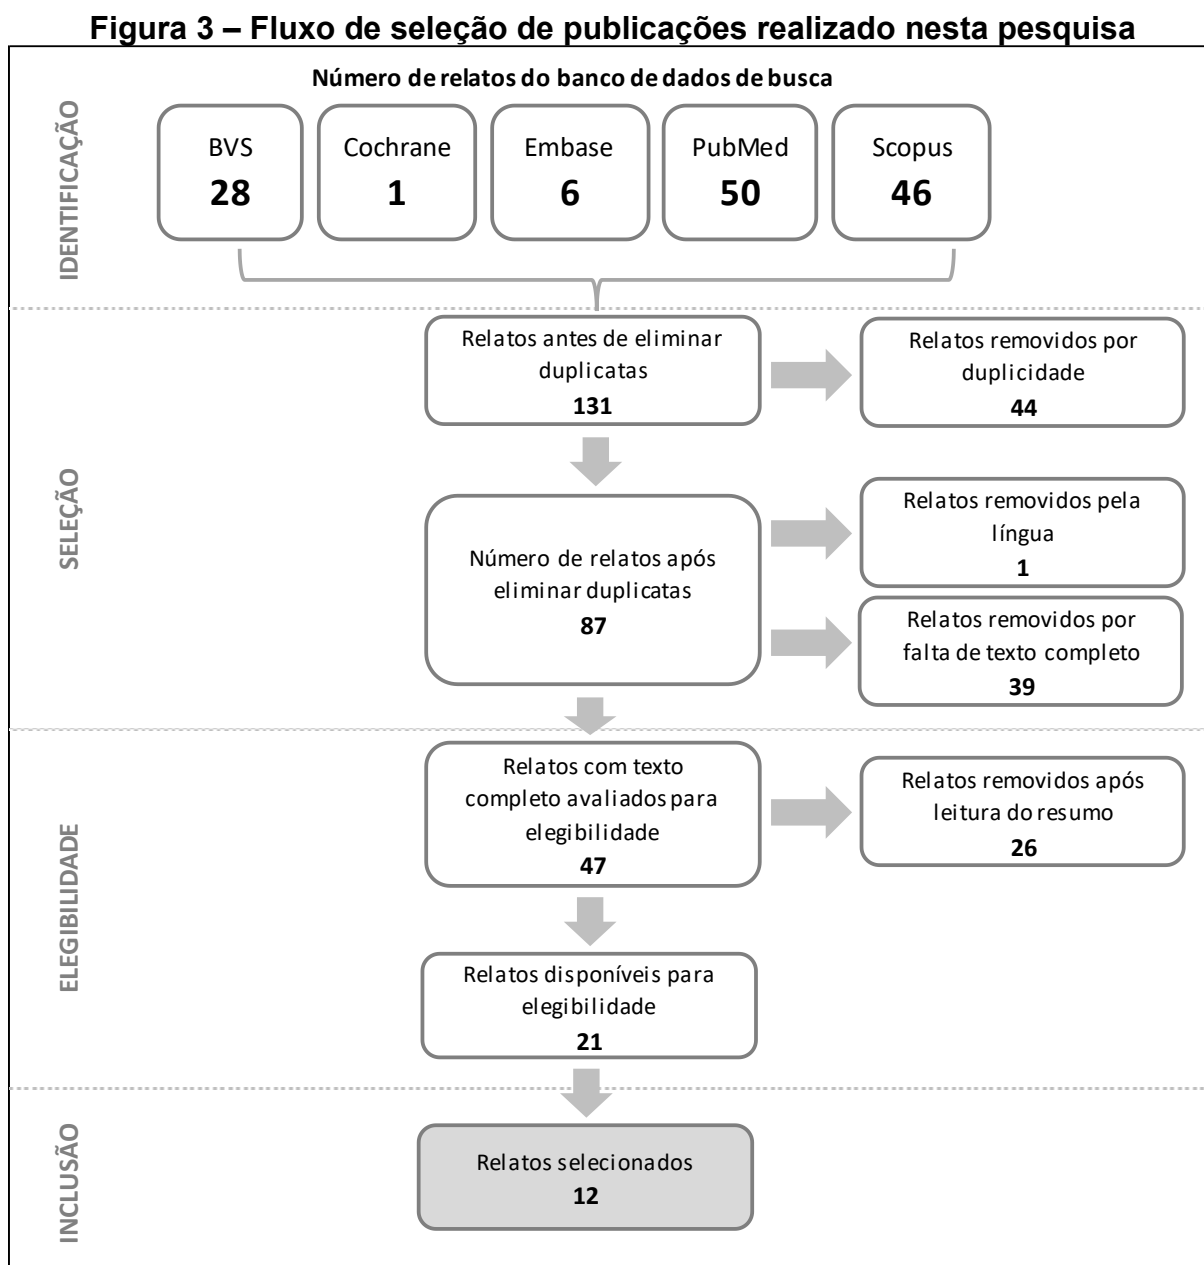 Figura 3 – Fluxo de seleção de publicações realizado nesta pesquisa
IDENTIFICAÇÃO
Número de relatos do banco de dados de busca
BVS
28
Cochrane
1
Embase
6
PubMed
50
Scopus
46
SELEÇÃO
Relatos antes de eliminar
duplicatas
131
Relatos removidos por
duplicidade
44
Número de relatos após
eliminar duplicatas
87
Relatos removidos pela
língua
1
Relatos removidos por
falta de texto completo
39
ELEGIBILIDADE
Relatos com texto
completo avaliados para
elegibilidade
47
Relatos removidos após
leitura do resumo
26
Relatos disponíveis para
elegibilidade
21
INCLUSÃO
Relatos selecionados
12